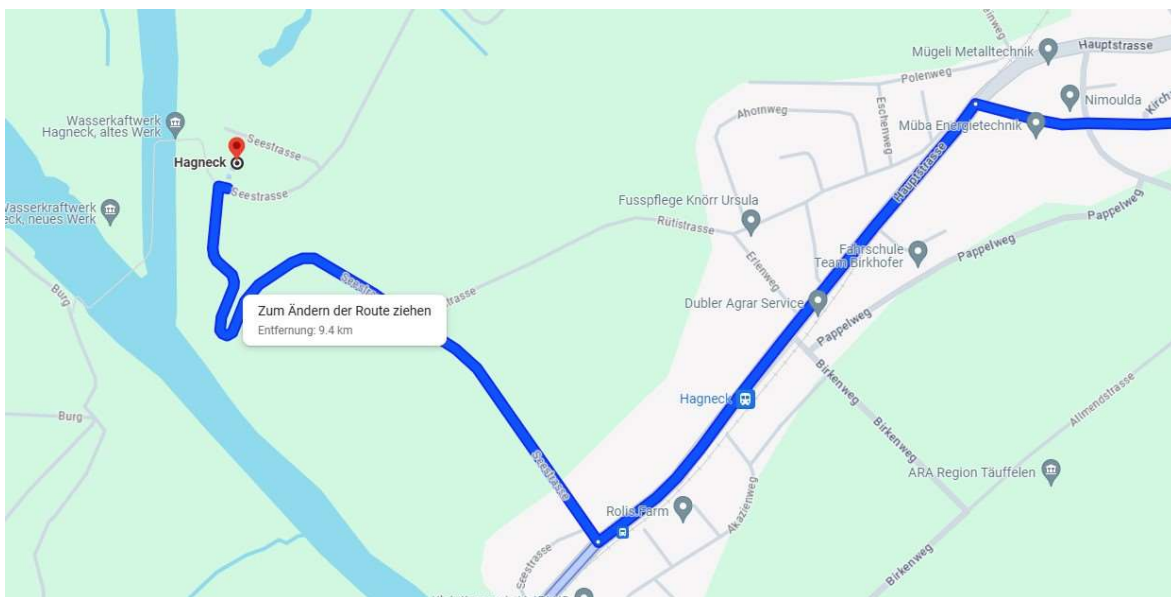 Mügeli Metalltechnik
Hauptstrasse
Polenweg
Nimoulda
Eschenweg
Ahornweg
Müba Energietechnik
Wasserkaftwerk
Hagneck, altes Werk
Seestrasse
Hagneck
Seestrasse
Hauptstrasse
Fusspflege Knörr Ursula
Pappelweg
Wasserkraftwerk
eck, neues Werk
Rütistrasse
Fahrschule
Team Birkhofer
Pappelweg
Erlenweg
Burg
Dubler Agrar Service
Zum Ändern der Route ziehen
Entfernung: 9.4 km
Pappelweg
Birkenweg
Hagneck
Allmendstrasse
Burg
Birkenweg
Seestrasse
ARA Region Täuffelen
Rolis Farm
Akazienweg
Seestrasse
Birkenweg